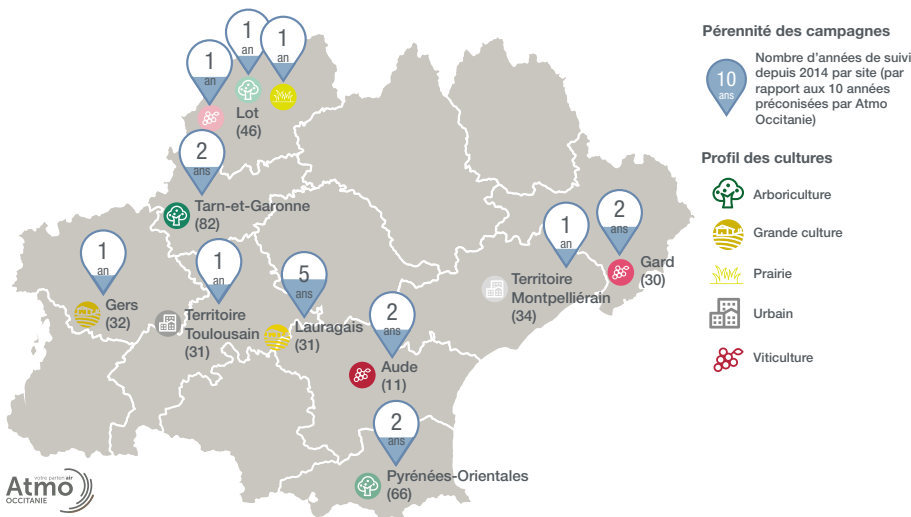 Pérennité des campagnes
10
ans
Nombre d'années de suivi
depuis 2014 par site (par
rapport aux 10 années
préconisées par Atmo
Occitanie)
Profil des cultures
Arboriculture
Grande culture
Prairie
Urbain
Viticulture
1
an
1
an
1
an
Lot
(46)
2
ans
Tarn-et-Garonne
(82)
1
an
Gers
(32)
1
an
Territoire
Toulousain
(31)
5
ans
Lauragais
(31)
2
ans
Aude
(11)
1
an
Territoire
Montpelliérain
(34)
2
ans
Gard
(30)
2
ans
Pyrénées-Orientales
(66)
votre parten'air
Atmo
OCCITANIE